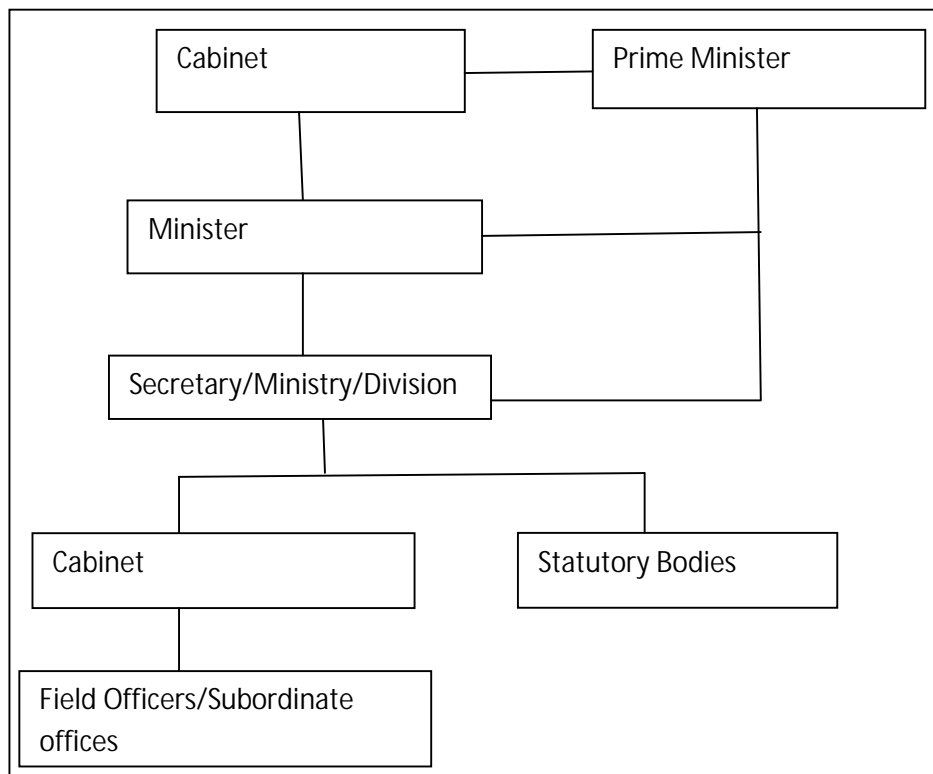 Cabinet
Prime Minister
Minister
Secretary/Ministry/Division
Cabinet
Statutory Bodies
Field Officers/Subordinate
offices